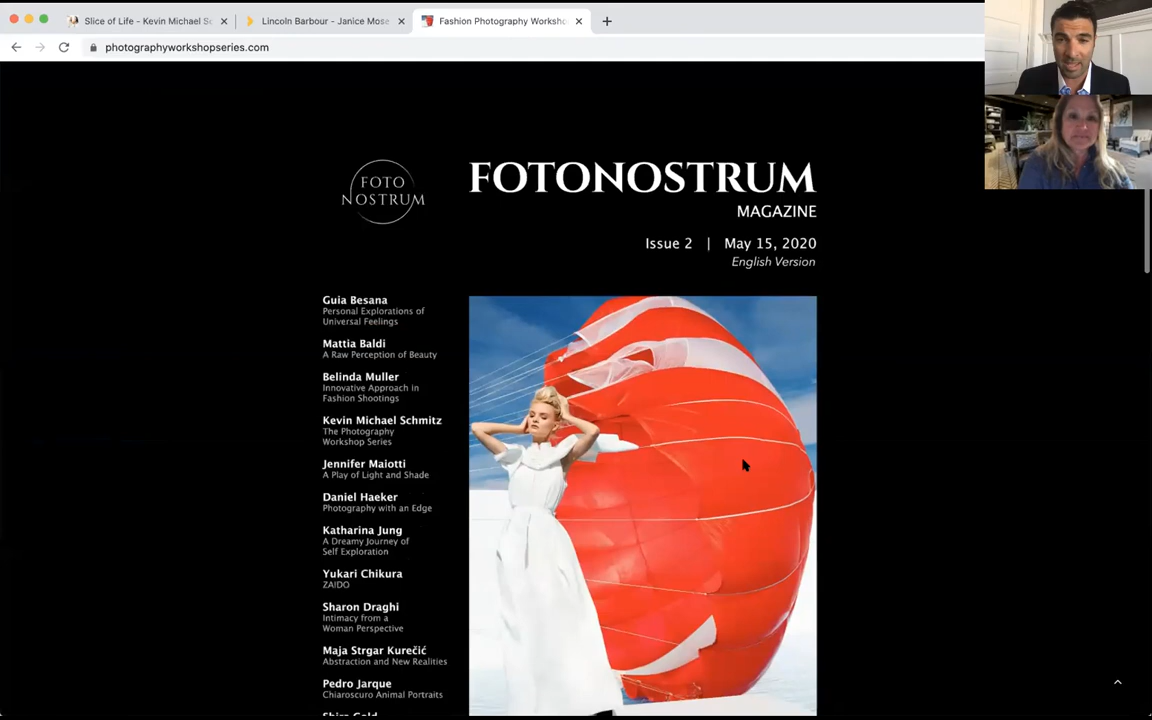 Slice of Life - Kevin Michael Sc
Lincoln Barbour - Janice Mose
Fashion Photography Worksho
photographyworkshopseries.com
FOTO
NOSTRUM
FOTONOSTRUM
MAGAZINE
Issue 2 | May 15, 2020
English Version
Guia Besana
Personal Explorations of
Universal Feelings
Mattia Baldi
A Raw Perception of Beauty
Belinda Muller
Innovative Approach in
Fashion Shootings
Kevin Michael Schmitz
The Photography
Workshop Series
Jennifer Maiotti
A Play of Light and Shade
Daniel Haeker
Photography with an Edge
Katharina Jung
A Dreamy Journey of
Self Exploration
Yukari Chikura
ZAIDO
Sharon Draghi
Intimacy from a
Woman Perspective
Maja Strgar Kurečić
Abstraction and New Realities
Pedro Jarque
Chiaroscuro Animal Portraits